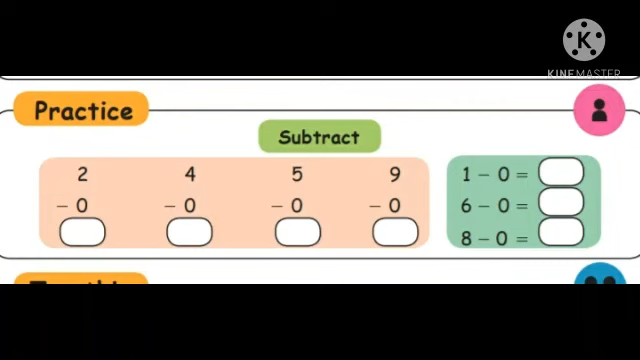 K
KINEMASTER
Practice
Subtract
2 4 5 9
- 0 - 0 - 0 - 0
1 - 0 =
6 - 0 =
8 - 0 =